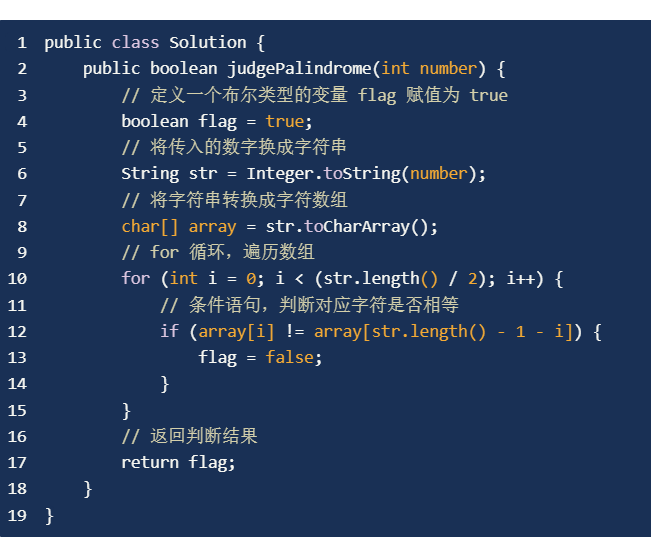 1 public class Solution {
2     public boolean judgePalindrome(int number) {
3         // 定义一个布尔类型的变量 flag 赋值为 true
4         boolean flag = true;
5         // 将传入的数字换成字符串
6         String str = Integer.toString(number);
7         // 将字符串转换成字符数组
8         char[] array = str.toCharArray();
9         // for 循环，遍历数组
10         for (int i = 0; i < (str.length() / 2); i++) {
11             // 条件语句，判断对应字符是否相等
12             if (array[i] != array[str.length() - 1 - i]) {
13                 flag = false;
14             }
15         }
16         // 返回判断结果
17         return flag;
18     }
19 }